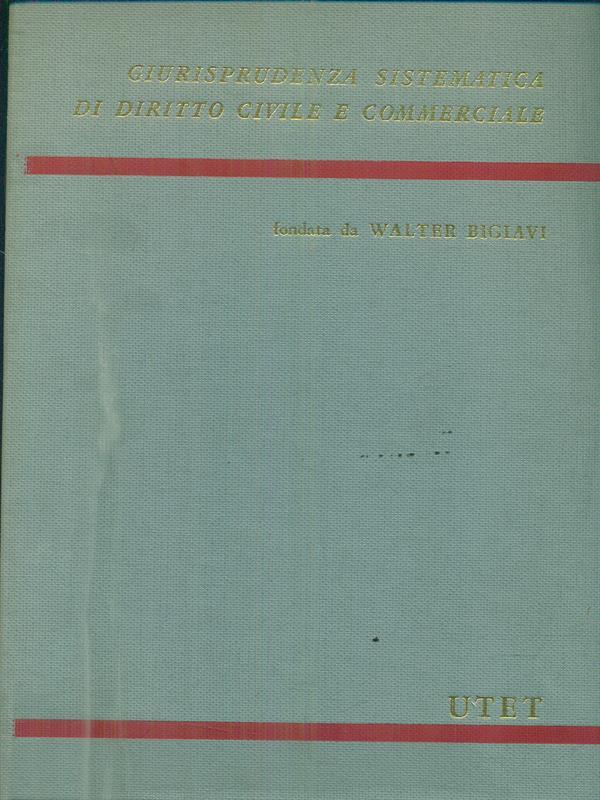 GIURISPRUDENZA SISTEMATICA
DI DIRITTO CIVILE E COMMERCIALE
fondata da WALTER BIGIAVI
UTET